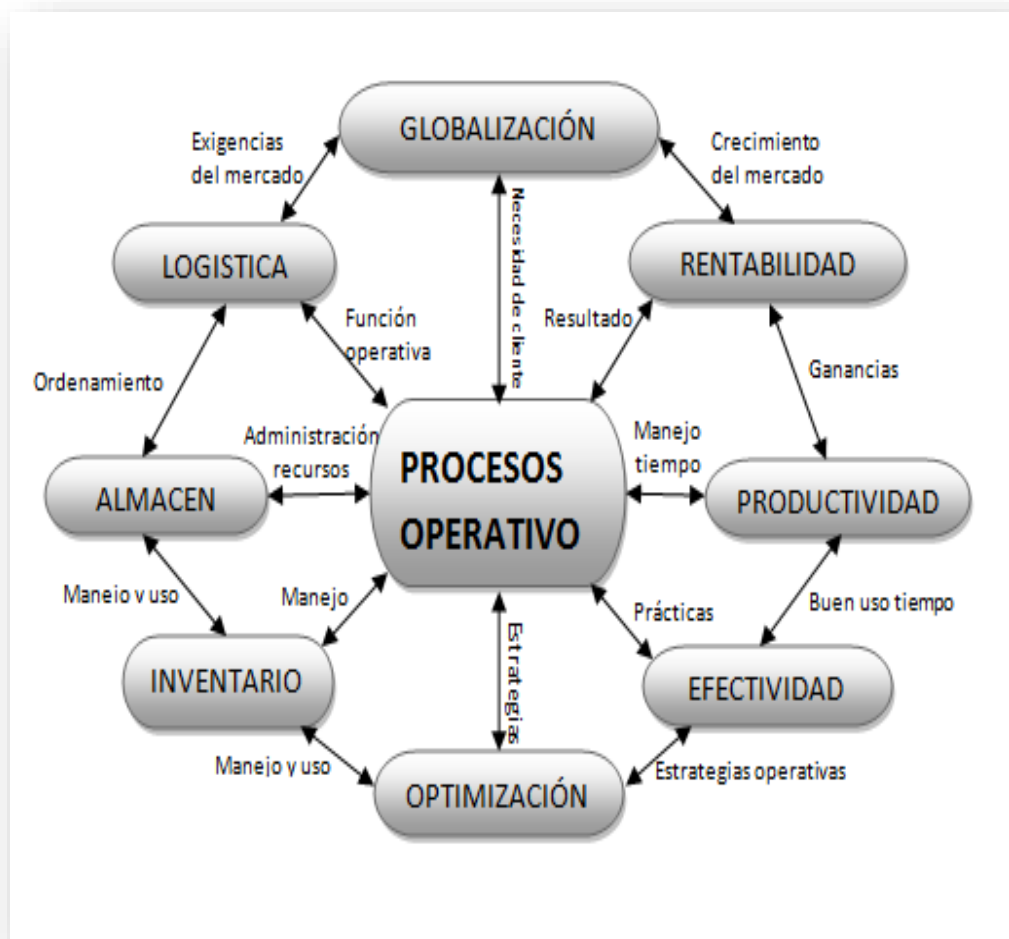 GLOBALIZACIÓN
Exigencias
del mercado
Crecimiento
del mercado
Necesidad de cliente
LOGISTICA
RENTABILIDAD
Función
operativa
Resultado
Ordenamiento
Ganancias
Administración
recursos
Manejo
tiempo
PROCESOS
OPERATIVO
ALMACEN
PRODUCTIVIDAD
Manejo y uso
Manejo
Prácticas
Buen uso tiempo
Estrategias
INVENTARIO
EFECTIVIDAD
Manejo y uso
Estrategias operativas
OPTIMIZACIÓN